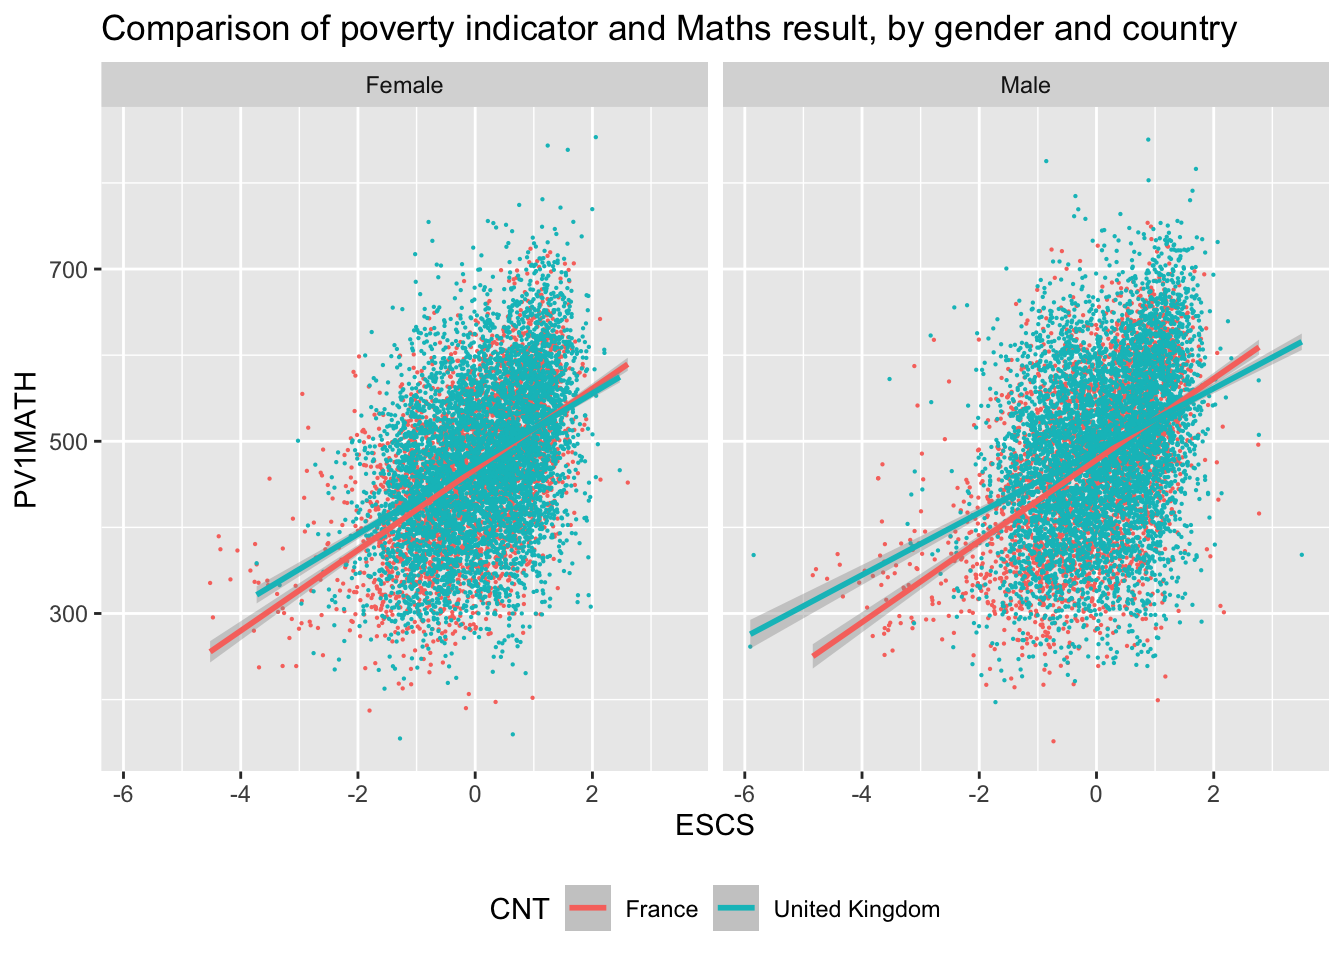 Comparison of poverty indicator and Maths result, by gender and country
Female
Male
PV1MATH
700
500
300
-6
-4
-2
0
2
-6
-4
-2
0
2
ESCS
CNT
France
United Kingdom